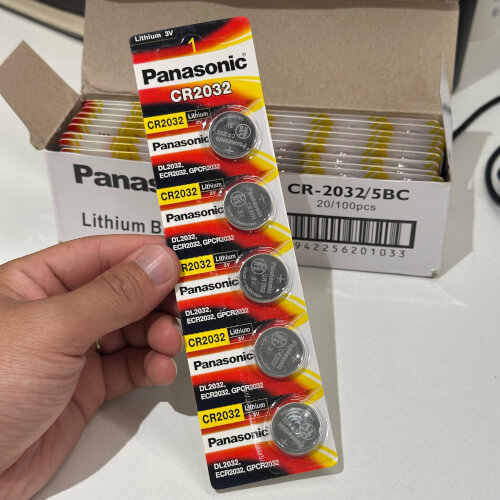 Lithium 3V
1
Panasonic
CR2032
CR2032 Lithium 3V
Panasonic
DL2032,
ECR2032, GPCR2032
CR2032 Lithium 3V
Panasonic
DL2032,
ECR2032, GPCR2032
CR2032 Lithium 3V
Panasonic
DL2032,
ECR2032, GPCR2032
CR2032 Lithium 3V
Panasonic
DL2032,
ECR2032, GPCR2032
CR2032 Lithium 3V
Panasonic
DL2032,
ECR2032, GPCR2032
Panas
Lithium B
CR-2032/5BC
20/100pcs
942256201033